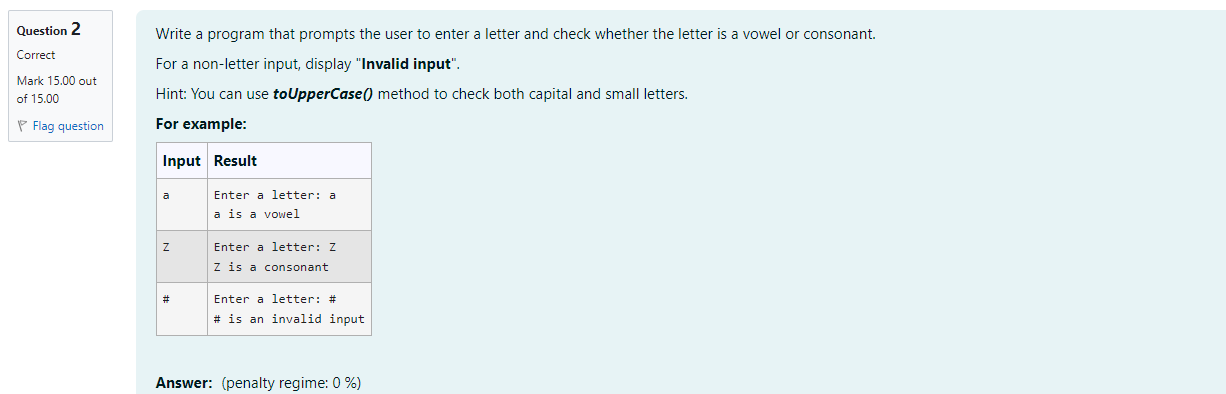 Question 2
Correct
Mark 15.00 out
of 15.00
Flag question
Write a program that prompts the user to enter a letter and check whether the letter is a vowel or consonant.
For a non-letter input, display "Invalid input".
Hint: You can use toUpperCase() method to check both capital and small letters.
For example:
Input Result
a Enter a letter: a
a is a vowel
Z Enter a letter: Z
Z is a consonant
# Enter a letter: #
# is an invalid input
Answer: (penalty regime: 0 %)